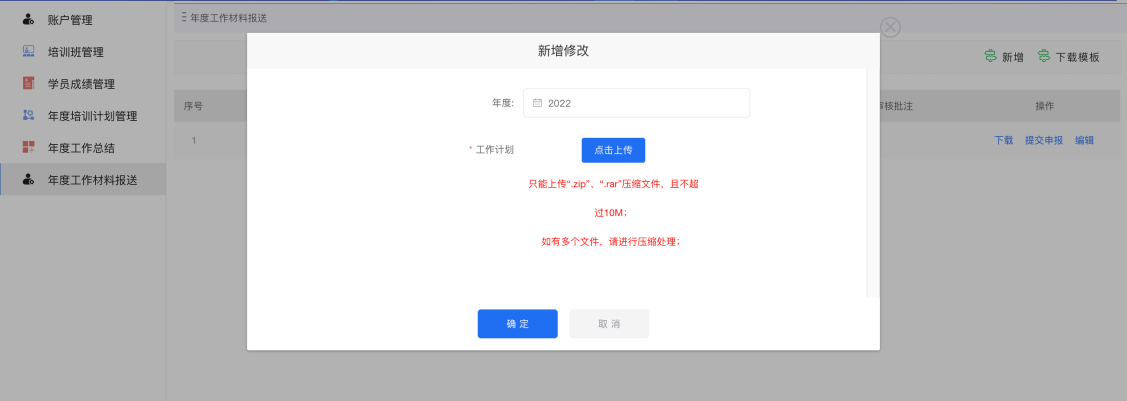 账户管理
培训班管理
学员成绩管理
年度培训计划管理
年度工作总结
年度工作材料报送
年度工作材料报送
新增 下载模板
序号 审核批注 操作
1 下载 提交申报 编辑
新增修改
年度: 2022
* 工作计划 点击上传
只能上传“.zip”、“.rar”压缩文件，且不超
过10M；
如有多个文件，请进行压缩处理；
确 定 取 消